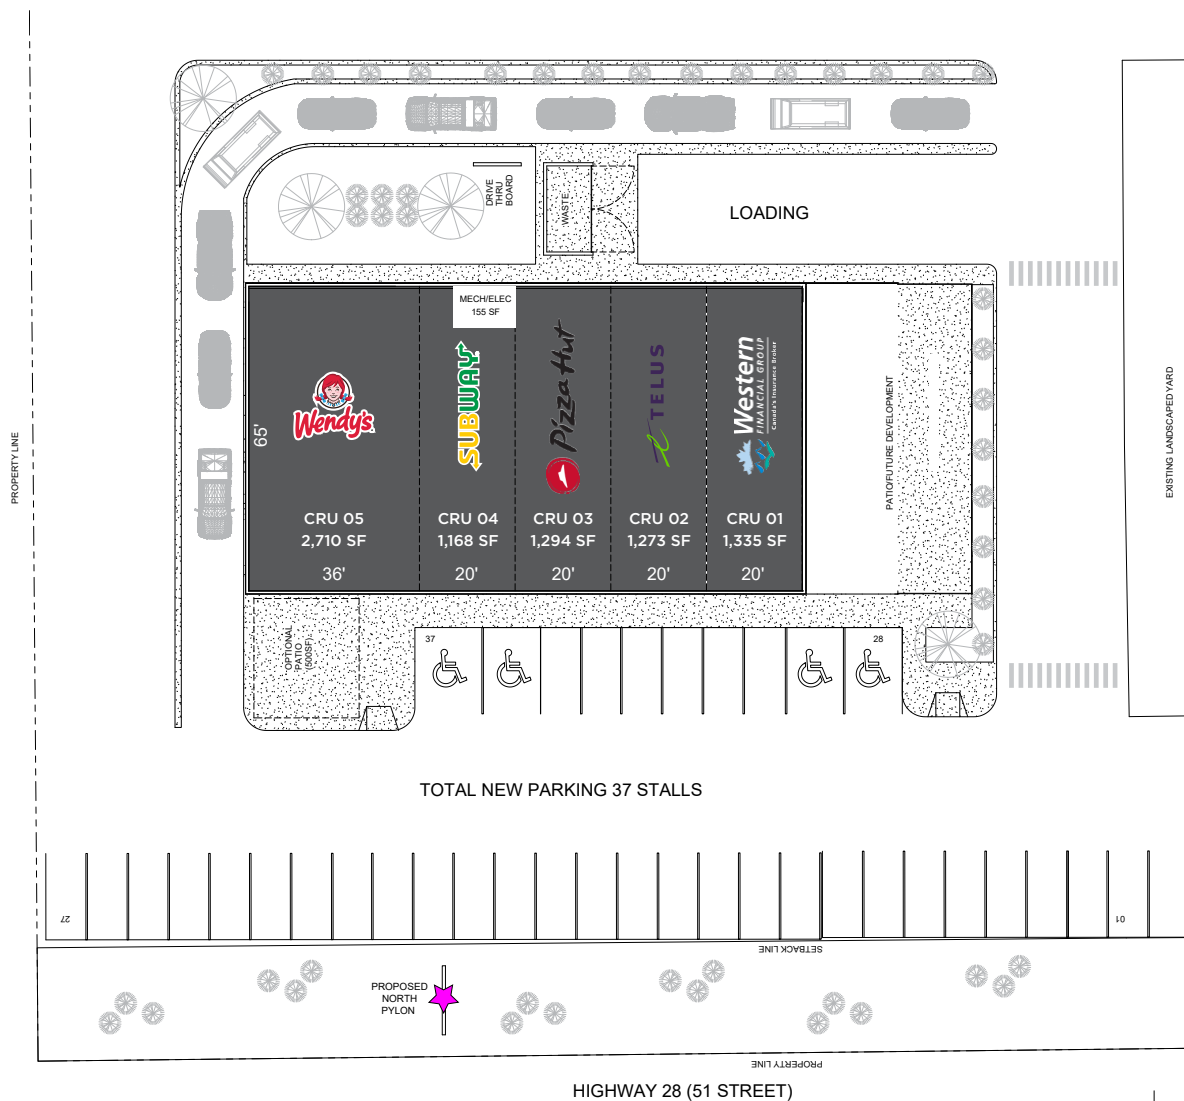 DRIVE
THRU
BOARD
WASTE
LOADING
MECH/ELEC
155 SF
Wendy's
SUBWAY
Pizza Hut
TELUS
Western
FINANCIAL GROUP
Canada's Insurance Broker
65'
CRU 05
2,710 SF
36'
CRU 04
1,168 SF
20'
CRU 03
1,294 SF
20'
CRU 02
1,273 SF
20'
CRU 01
1,335 SF
20'
PATIO/FUTURE DEVELOPMENT
EXISTING LANDSCAPED YARD
PROPERTY LINE
OPTIONAL
PATIO
(500SF)
37
28
TOTAL NEW PARKING 37 STALLS
27
01
SETBACK LINE
PROPOSED
NORTH
PYLON
PROPERTY LINE
HIGHWAY 28 (51 STREET)